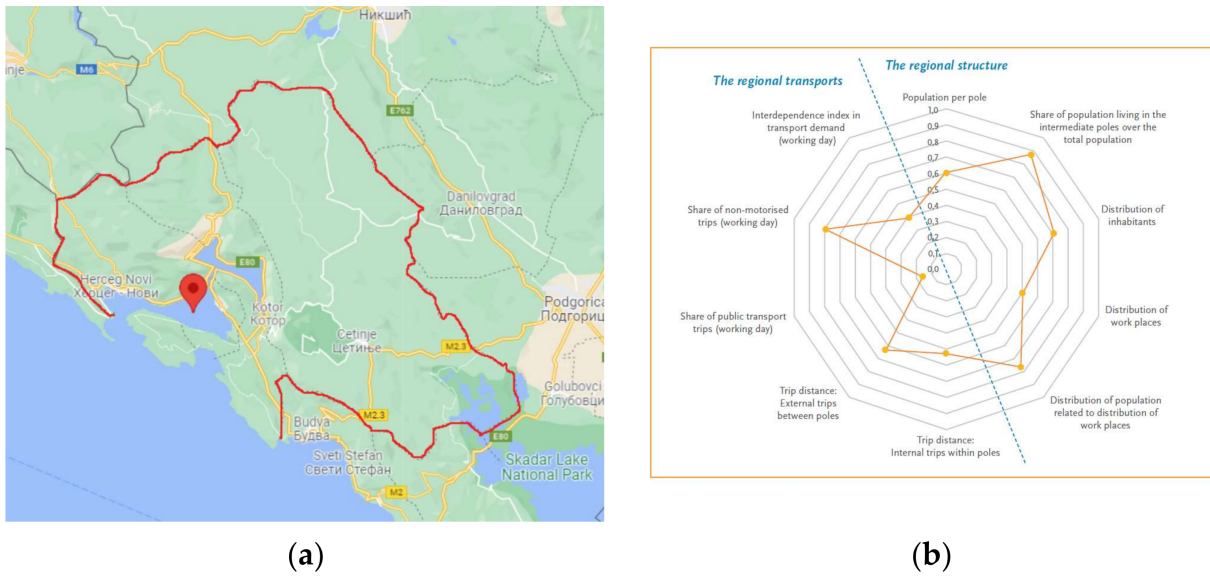 Никшић
M6
inje
E762
Danilovgrad
Даниловград
Herceg Novi
Херцег - Нови
E80
Kotor
Котор
Podgoric
Подгориц
Cetinje
Цетиње
M2.3
Golubovci
Голубовци
M2.3
Budva
Будва
E80
Sveti Stefan
Свети Стефан
Skadar Lake
National Park
M2
(a)
The regional transports
The regional structure
Population per pole
Interdependence index in
transport demand
(working day)
Share of population living in the
intermediate poles over the
total population
1,0
0,9
0,8
0,7
0,6
0,5
0,4
0,3
0,2
0,1
0,0
Share of non-motorised
trips (working day)
Distribution of
inhabitants
Share of public transport
trips (working day)
Distribution of
work places
Trip distance:
External trips
between poles
Distribution of population
related to distribution of
work places
Trip distance:
Internal trips within poles
(b)